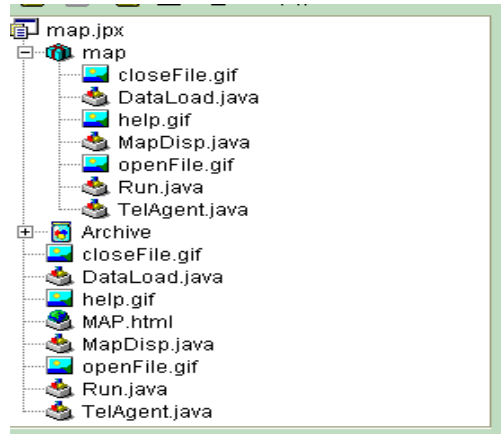 map.jpx
map
closeFile.gif
DataLoad.java
help.gif
MapDisp.java
openFile.gif
Run.java
TelAgent.java
Archive
closeFile.gif
DataLoad.java
help.gif
MAP.html
MapDisp.java
openFile.gif
Run.java
TelAgent.java